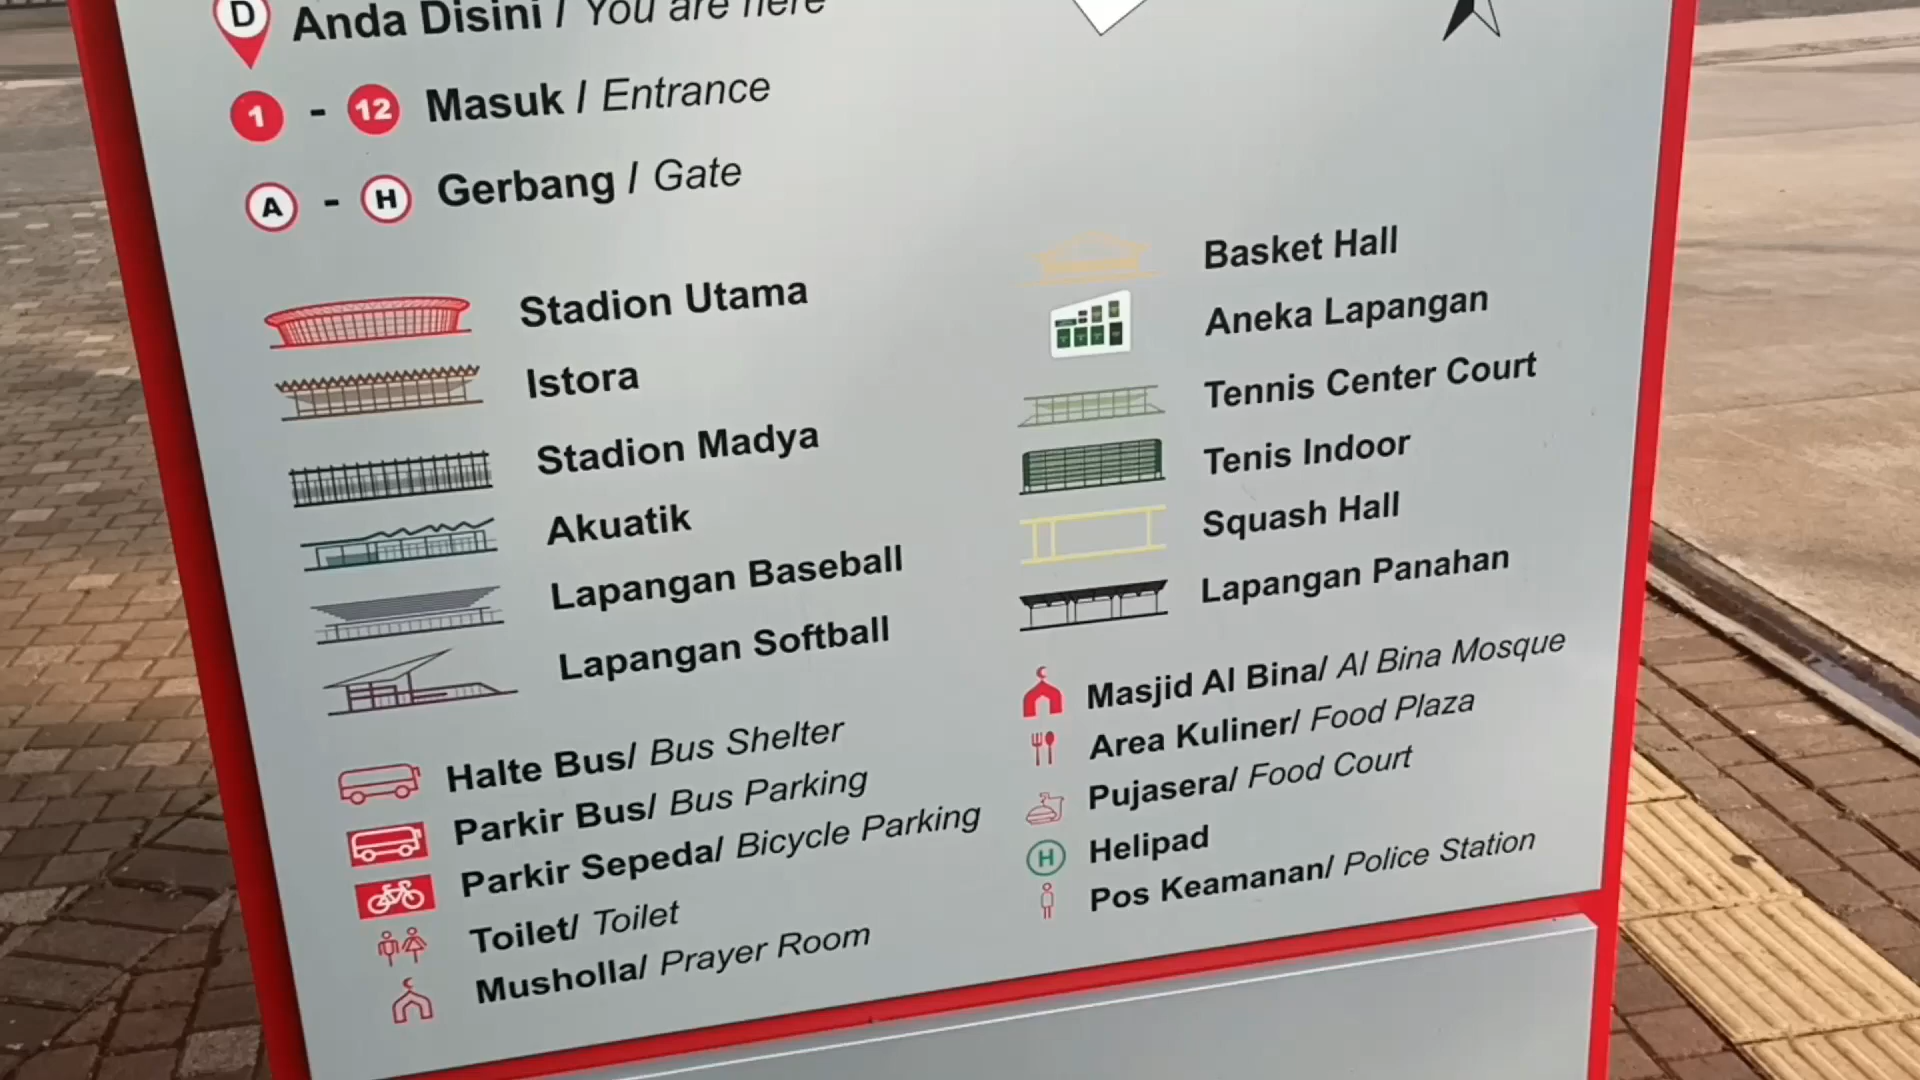 D Anda Disini / You are here
1 - 12 Masuk / Entrance
A - H Gerbang / Gate
Stadion Utama
Istora
Stadion Madya
Akuatik
Lapangan Baseball
Lapangan Softball
Halte Bus/ Bus Shelter
Parkir Bus/ Bus Parking
Parkir Sepeda/ Bicycle Parking
Toilet/ Toilet
Musholla/ Prayer Room
Basket Hall
Aneka Lapangan
Tennis Center Court
Tenis Indoor
Squash Hall
Lapangan Panahan
Masjid Al Bina/ Al Bina Mosque
Area Kuliner/ Food Plaza
Pujasera/ Food Court
H Helipad
Pos Keamanan/ Police Station